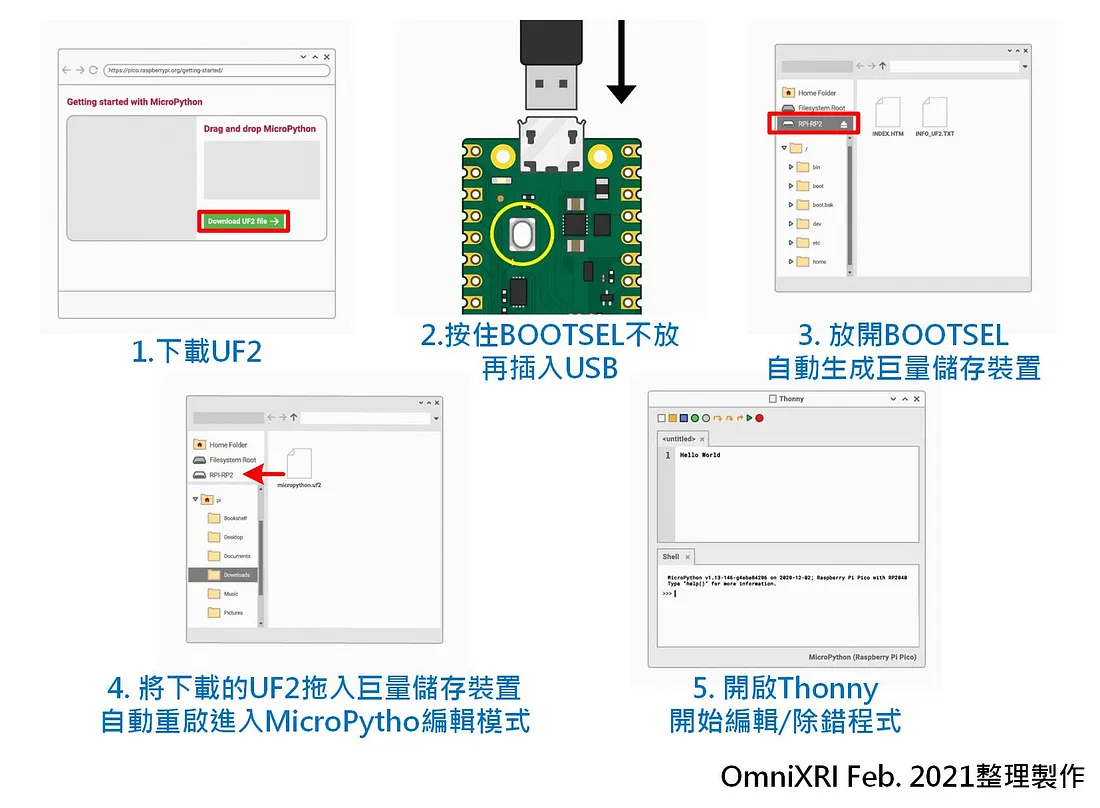 https://pico.raspberrypi.org/getting-started/
Getting started with MicroPython
Drag and drop MicroPython
Download UF2 file
1.下載UF2
2.按住BOOTSEL不放
再插入USB
Home Folder
Filesystem Root
RPI-RP2
/
bin
boot
boot.bak
dev
etc
home
INDEX.HTM
INFO_UF2.TXT
3. 放開BOOTSEL
自動生成巨量儲存裝置
Home Folder
Filesystem Root
RPI-RP2
pi
Bookshelf
Desktop
Documents
Downloads
Music
Pictures
micropython.uf2
4. 將下載的UF2拖入巨量儲存裝置
自動重啟進入MicroPytho編輯模式
Thonny
<untitled> ×
1 Hello World
Shell ×
MicroPython v1.13-146-g4ebe84206 on 2020-12-02; Raspberry Pi Pico with RP2040
Type "help()" for more information.
>>>
MicroPython (Raspberry Pi Pico)
5. 開啟Thonny
開始編輯/除錯程式
OmniXRI Feb. 2021整理製作